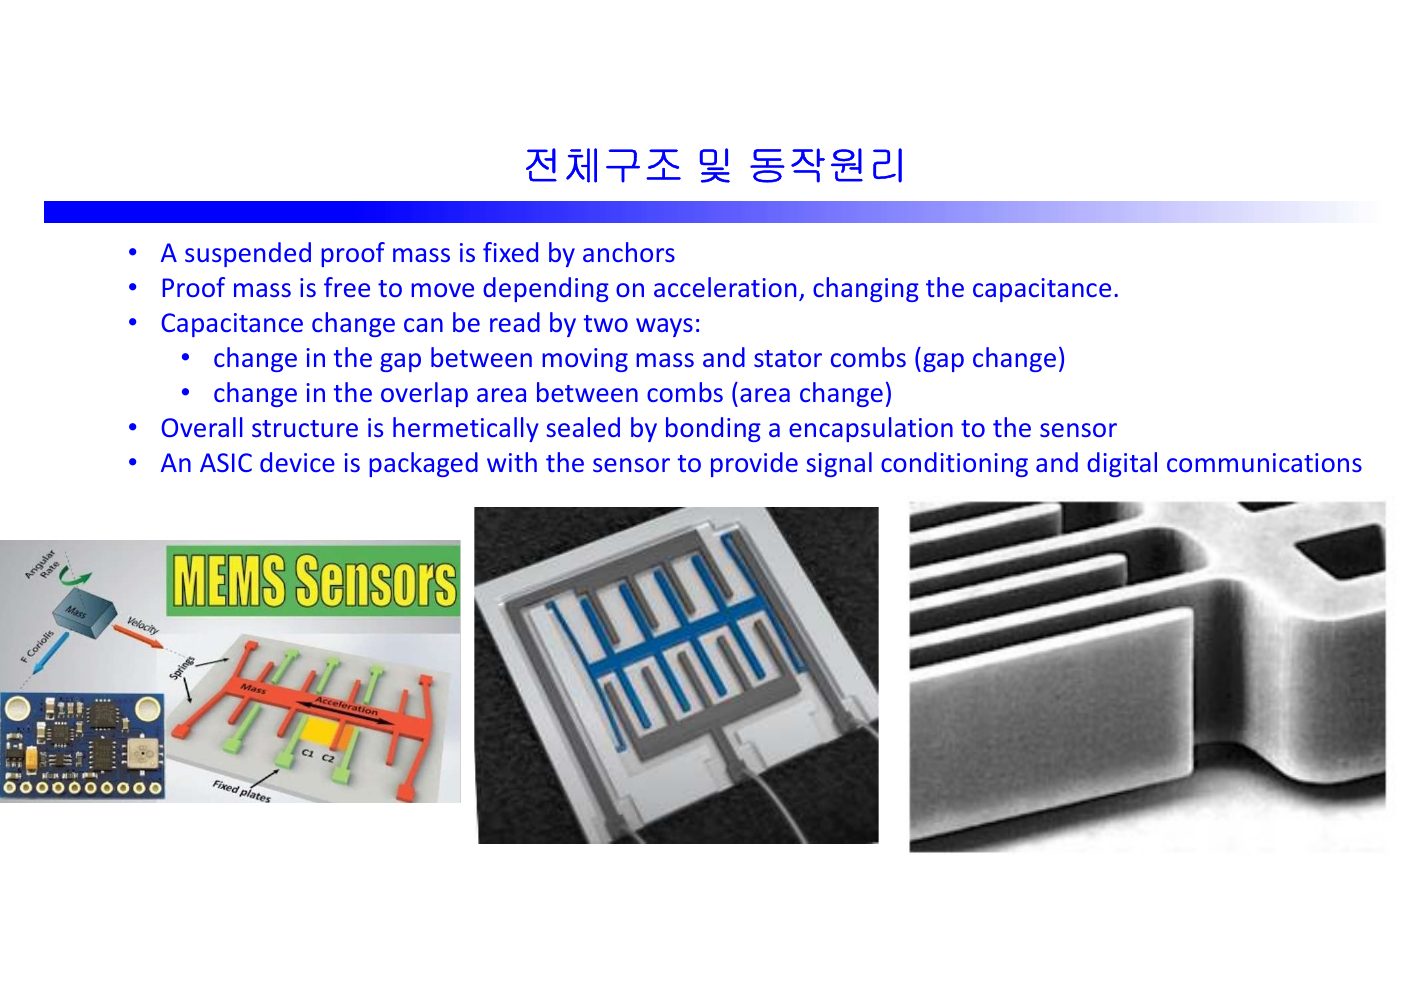 전체구조 및 동작원리
• A suspended proof mass is fixed by anchors
• Proof mass is free to move depending on acceleration, changing the capacitance.
• Capacitance change can be read by two ways:
• change in the gap between moving mass and stator combs (gap change)
• change in the overlap area between combs (area change)
• Overall structure is hermetically sealed by bonding a encapsulation to the sensor
• An ASIC device is packaged with the sensor to provide signal conditioning and digital communications
MEMS Sensors
Angular
Rate
Mass
Velocity
F Coriolis
Springs
Mass
Acceleration
C1 C2
Fixed plates